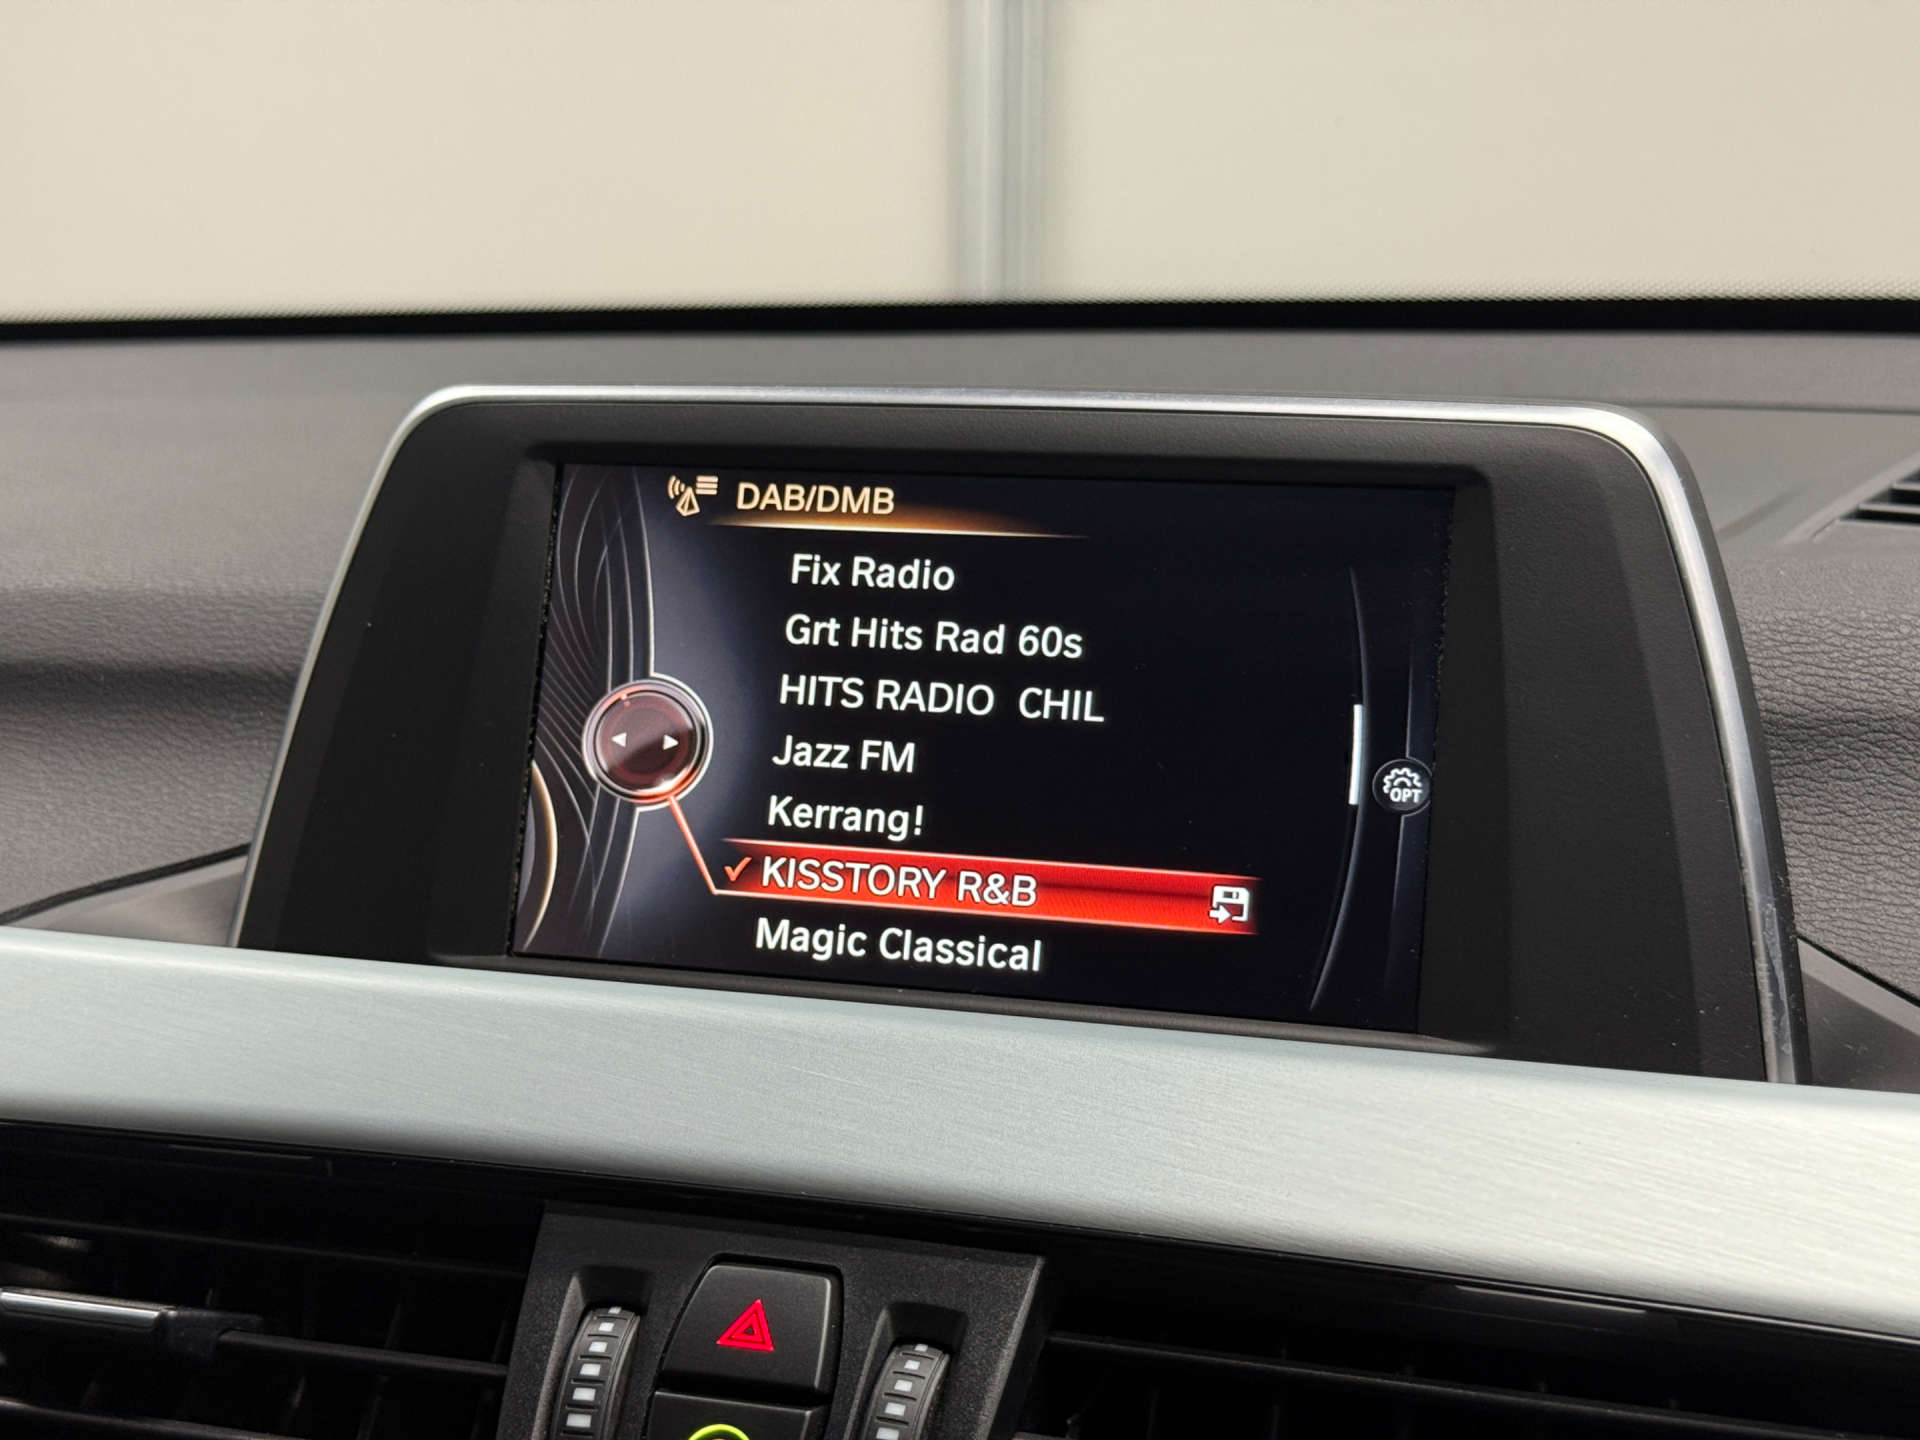 DAB/DMB
Fix Radio
Grt Hits Rad 60s
HITS RADIO  CHIL
Jazz FM
Kerrang!
KISSTORY R&B
Magic Classical
OPT